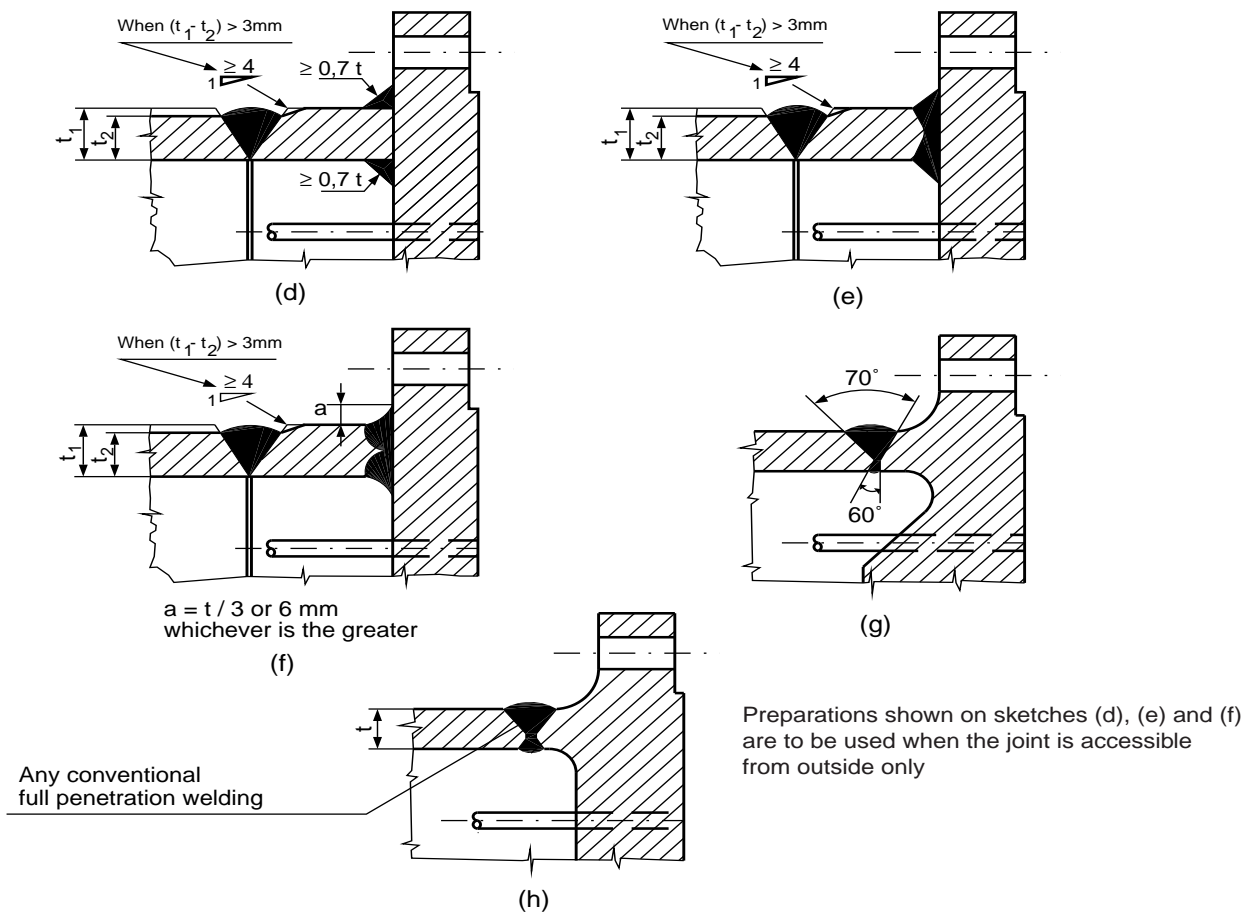 When (t1- t2) > 3mm
≥ 4
1
≥ 0,7 t
t1
t2
≥ 0,7 t
(d)
When (t1- t2) > 3mm
≥ 4
1
t1
t2
(e)
When (t1- t2) > 3mm
≥ 4
1
a
t1
t2
a = t / 3 or 6 mm
whichever is the greater
(f)
70°
60°
(g)
t
Any conventional
full penetration welding
(h)
Preparations shown on sketches (d), (e) and (f)
are to be used when the joint is accessible
from outside only